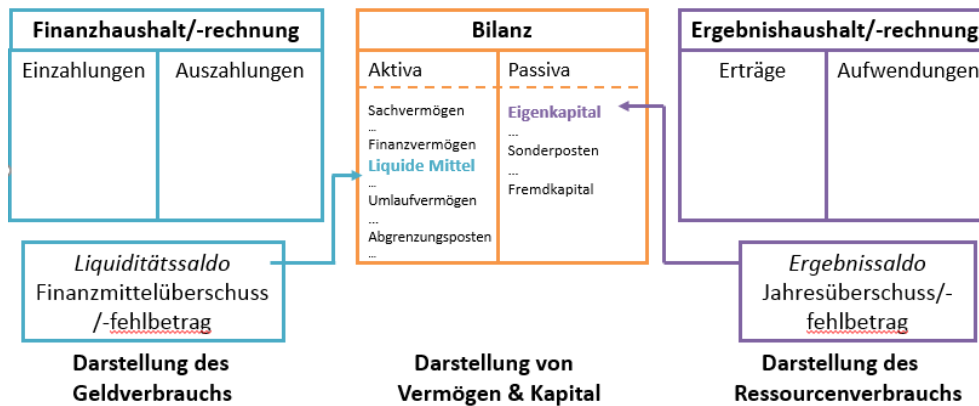 Finanzhaushalt/-rechnung
Einzahlungen
Auszahlungen
Liquiditätssaldo
Finanzmittelüberschuss
/-fehlbetrag
Darstellung des
Geldverbrauchs
Bilanz
Aktiva
Passiva
Sachvermögen
...
Finanzvermögen
Liquide Mittel
...
Umlaufvermögen
...
Abgrenzungsposten
...
Eigenkapital
...
Sonderposten
...
Fremdkapital
Darstellung von
Vermögen & Kapital
Ergebnishaushalt/-rechnung
Erträge
Aufwendungen
Ergebnissaldo
Jahresüberschuss/-
fehlbetrag
Darstellung des
Ressourcenverbrauchs